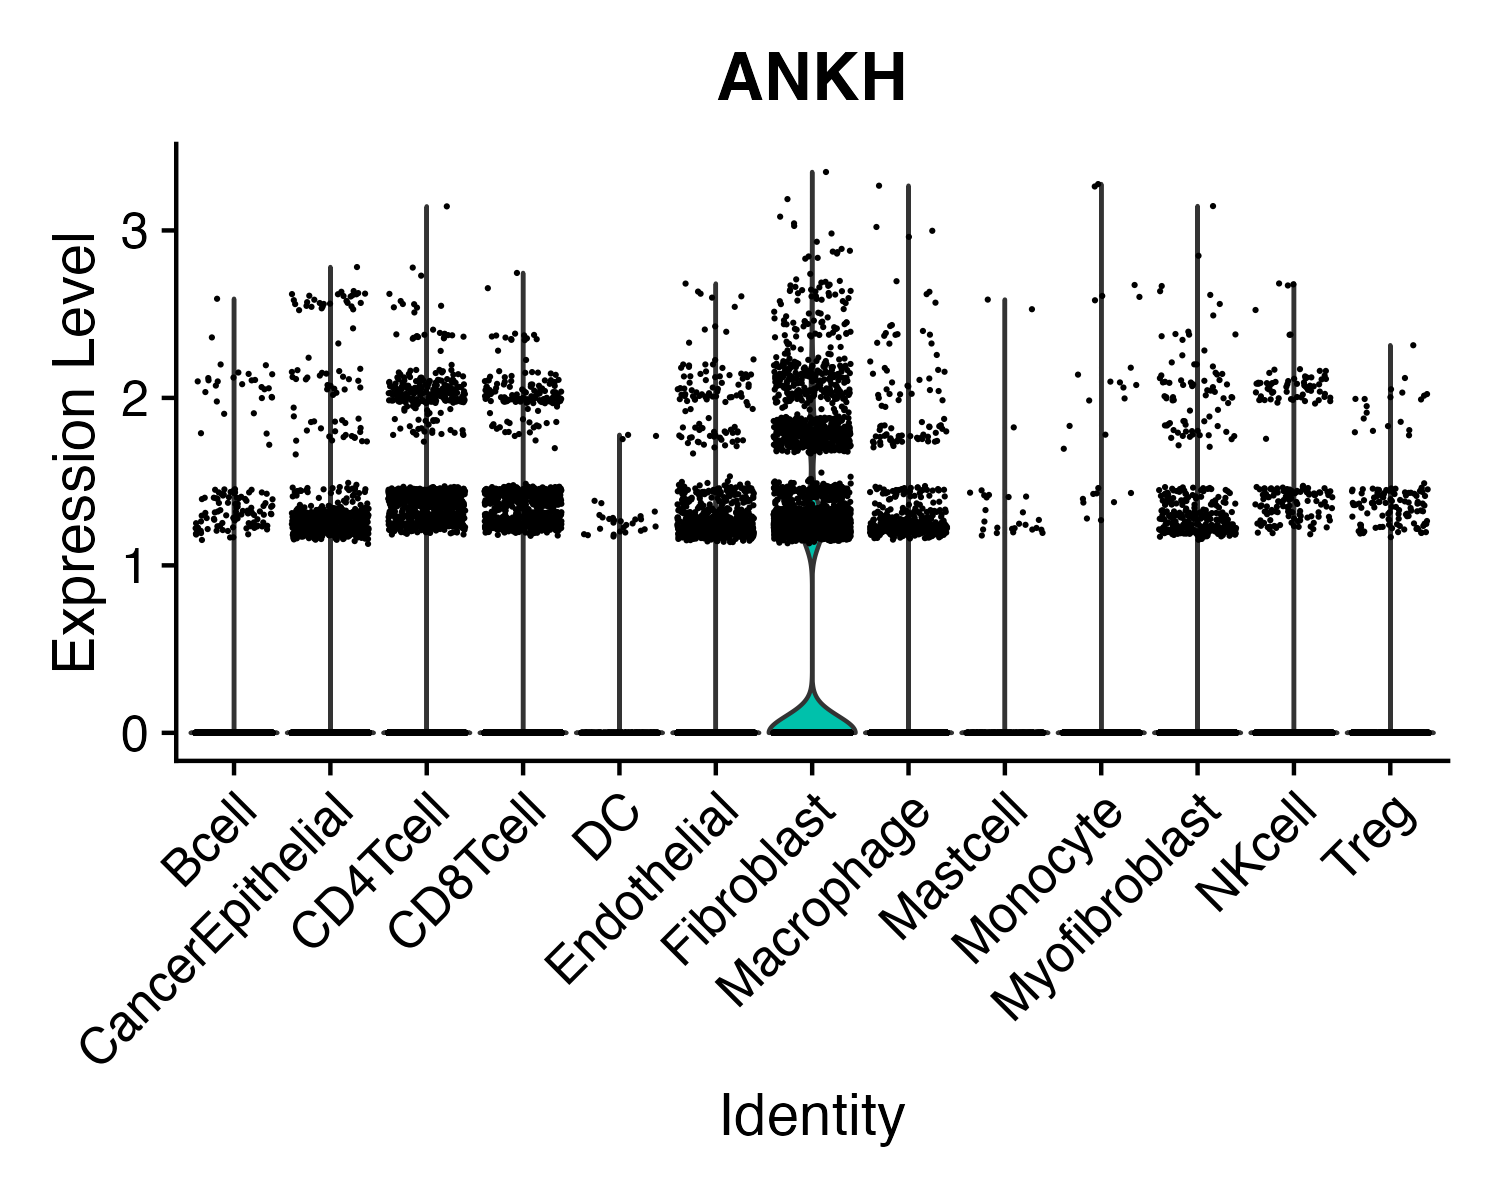 ANKH
Expression Level
3
2
1
0
Bcell
CancerEpithelial
CD4Tcell
CD8Tcell
DC
Endothelial
Fibroblast
Macrophage
Mastcell
Monocyte
Myofibroblast
NKcell
Treg
Identity